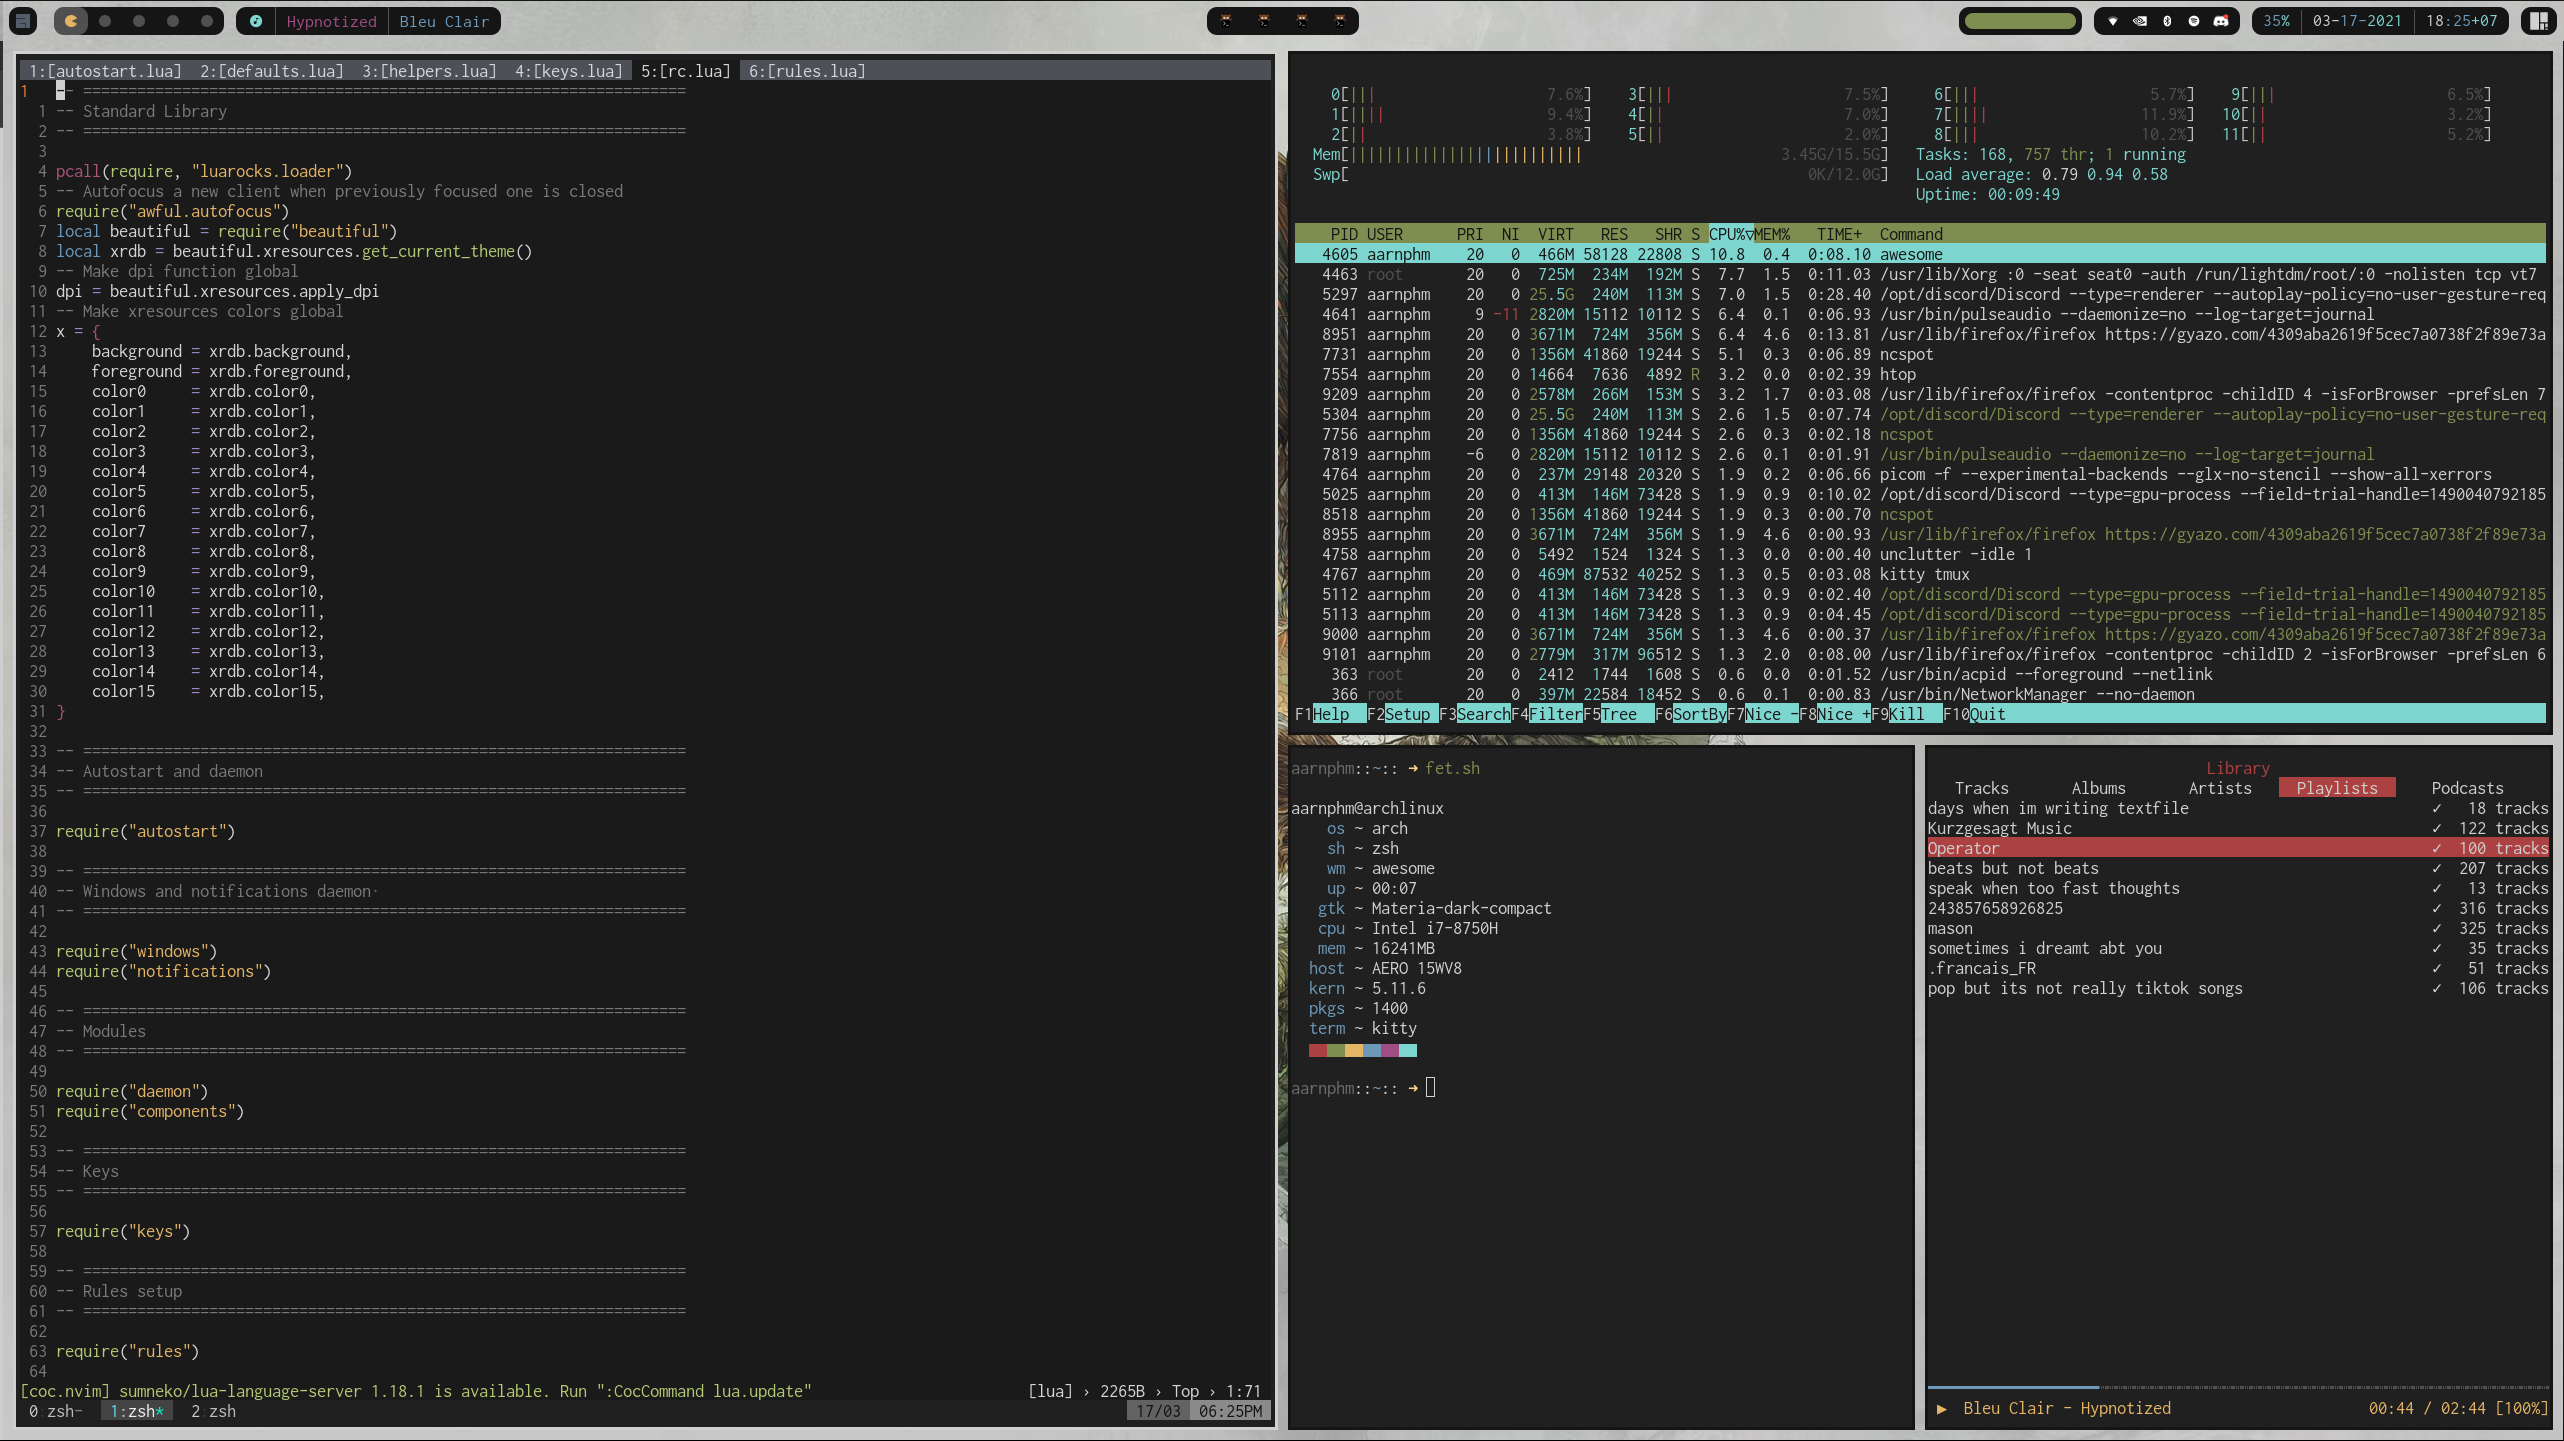 Hypnotized Bleu Clair
35% 03-17-2021 18:25+07
1:[autostart.lua] 2:[defaults.lua] 3:[helpers.lua] 4:[keys.lua] 5:[rc.lua] 6:[rules.lua]
1 -- ===================================================================
1 -- Standard Library
2 -- ===================================================================
3
4 pcall(require, "luarocks.loader")
5 -- Autofocus a new client when previously focused one is closed
6 require("awful.autofocus")
7 local beautiful = require("beautiful")
8 local xrdb = beautiful.xresources.get_current_theme()
9 -- Make dpi function global
10 dpi = beautiful.xresources.apply_dpi
11 -- Make xresources colors global
12 x = {
13 background = xrdb.background,
14 foreground = xrdb.foreground,
15 color0 = xrdb.color0,
16 color1 = xrdb.color1,
17 color2 = xrdb.color2,
18 color3 = xrdb.color3,
19 color4 = xrdb.color4,
20 color5 = xrdb.color5,
21 color6 = xrdb.color6,
22 color7 = xrdb.color7,
23 color8 = xrdb.color8,
24 color9 = xrdb.color9,
25 color10 = xrdb.color10,
26 color11 = xrdb.color11,
27 color12 = xrdb.color12,
28 color13 = xrdb.color13,
29 color14 = xrdb.color14,
30 color15 = xrdb.color15,
31 }
32
33 -- ===================================================================
34 -- Autostart and daemon
35 -- ===================================================================
36
37 require("autostart")
38
39 -- ===================================================================
40 -- Windows and notifications daemon·
41 -- ===================================================================
42
43 require("windows")
44 require("notifications")
45
46 -- ===================================================================
47 -- Modules
48 -- ===================================================================
49
50 require("daemon")
51 require("components")
52
53 -- ===================================================================
54 -- Keys
55 -- ===================================================================
56
57 require("keys")
58
59 -- ===================================================================
60 -- Rules setup
61 -- ===================================================================
62
63 require("rules")
64
[coc.nvim] sumneko/lua-language-server 1.18.1 is available. Run ":CocCommand lua.update" [lua] › 2265B › Top › 1:71
0 zsh- 1:zsh* 2 zsh 17/03 06:25PM
0[||| 7.6%] 3[||| 7.5%] 6[||| 5.7%] 9[||| 6.5%]
1[|||| 9.4%] 4[|| 7.0%] 7[|||| 11.9%] 10[|| 3.2%]
2[|| 3.8%] 5[|| 2.0%] 8[||| 10.2%] 11[|| 5.2%]
Mem[|||||||||||||||||||||||||| 3.45G/15.5G] Tasks: 168, 757 thr; 1 running
Swp[ 0K/12.0G] Load average: 0.79 0.94 0.58
Uptime: 00:09:49
PID USER PRI NI VIRT RES SHR S CPU%▽MEM% TIME+ Command
4605 aarnphm 20 0 466M 58128 22808 S 10.8 0.4 0:08.10 awesome
4463 root 20 0 725M 234M 192M S 7.7 1.5 0:11.03 /usr/lib/Xorg :0 -seat seat0 -auth /run/lightdm/root/:0 -nolisten tcp vt7
5297 aarnphm 20 0 25.5G 240M 113M S 7.0 1.5 0:28.40 /opt/discord/Discord --type=renderer --autoplay-policy=no-user-gesture-req
4641 aarnphm 9 -11 2820M 15112 10112 S 6.4 0.1 0:06.93 /usr/bin/pulseaudio --daemonize=no --log-target=journal
8951 aarnphm 20 0 3671M 724M 356M S 6.4 4.6 0:13.81 /usr/lib/firefox/firefox https://gyazo.com/4309aba2619f5cec7a0738f2f89e73a
7731 aarnphm 20 0 1356M 41860 19244 S 5.1 0.3 0:06.89 ncspot
7554 aarnphm 20 0 14664 7636 4892 R 3.2 0.0 0:02.39 htop
9209 aarnphm 20 0 2578M 266M 153M S 3.2 1.7 0:03.08 /usr/lib/firefox/firefox -contentproc -childID 4 -isForBrowser -prefsLen 7
5304 aarnphm 20 0 25.5G 240M 113M S 2.6 1.5 0:07.74 /opt/discord/Discord --type=renderer --autoplay-policy=no-user-gesture-req
7756 aarnphm 20 0 1356M 41860 19244 S 2.6 0.3 0:02.18 ncspot
7819 aarnphm -6 0 2820M 15112 10112 S 2.6 0.1 0:01.91 /usr/bin/pulseaudio --daemonize=no --log-target=journal
4764 aarnphm 20 0 237M 29148 20320 S 1.9 0.2 0:06.66 picom -f --experimental-backends --glx-no-stencil --show-all-xerrors
5025 aarnphm 20 0 413M 146M 73428 S 1.9 0.9 0:10.02 /opt/discord/Discord --type=gpu-process --field-trial-handle=1490040792185
8518 aarnphm 20 0 1356M 41860 19244 S 1.9 0.3 0:00.70 ncspot
8955 aarnphm 20 0 3671M 724M 356M S 1.9 4.6 0:00.93 /usr/lib/firefox/firefox https://gyazo.com/4309aba2619f5cec7a0738f2f89e73a
4758 aarnphm 20 0 5492 1524 1324 S 1.3 0.0 0:00.40 unclutter -idle 1
4767 aarnphm 20 0 469M 87532 40252 S 1.3 0.5 0:03.08 kitty tmux
5112 aarnphm 20 0 413M 146M 73428 S 1.3 0.9 0:02.40 /opt/discord/Discord --type=gpu-process --field-trial-handle=1490040792185
5113 aarnphm 20 0 413M 146M 73428 S 1.3 0.9 0:04.45 /opt/discord/Discord --type=gpu-process --field-trial-handle=1490040792185
9000 aarnphm 20 0 3671M 724M 356M S 1.3 4.6 0:00.37 /usr/lib/firefox/firefox https://gyazo.com/4309aba2619f5cec7a0738f2f89e73a
9101 aarnphm 20 0 2779M 317M 96512 S 1.3 2.0 0:08.00 /usr/lib/firefox/firefox -contentproc -childID 2 -isForBrowser -prefsLen 6
363 root 20 0 2412 1744 1608 S 0.6 0.0 0:01.52 /usr/bin/acpid --foreground --netlink
366 root 20 0 397M 22584 18452 S 0.6 0.1 0:00.83 /usr/bin/NetworkManager --no-daemon
F1Help F2Setup F3SearchF4FilterF5Tree F6SortByF7Nice -F8Nice +F9Kill F10Quit
aarnphm::~:: ➜ fet.sh
aarnphm@archlinux
os ~ arch
sh ~ zsh
wm ~ awesome
up ~ 00:07
gtk ~ Materia-dark-compact
cpu ~ Intel i7-8750H
mem ~ 16241MB
host ~ AERO 15WV8
kern ~ 5.11.6
pkgs ~ 1400
term ~ kitty
aarnphm::~:: ➜
Library
Tracks Albums Artists Playlists Podcasts
days when im writing textfile ✓ 18 tracks
Kurzgesagt Music ✓ 122 tracks
Operator ✓ 100 tracks
beats but not beats ✓ 207 tracks
speak when too fast thoughts ✓ 13 tracks
243857658926825 ✓ 316 tracks
mason ✓ 325 tracks
sometimes i dreamt abt you ✓ 35 tracks
.francais_FR ✓ 51 tracks
pop but its not really tiktok songs ✓ 106 tracks
▶ Bleu Clair - Hypnotized 00:44 / 02:44 [100%]